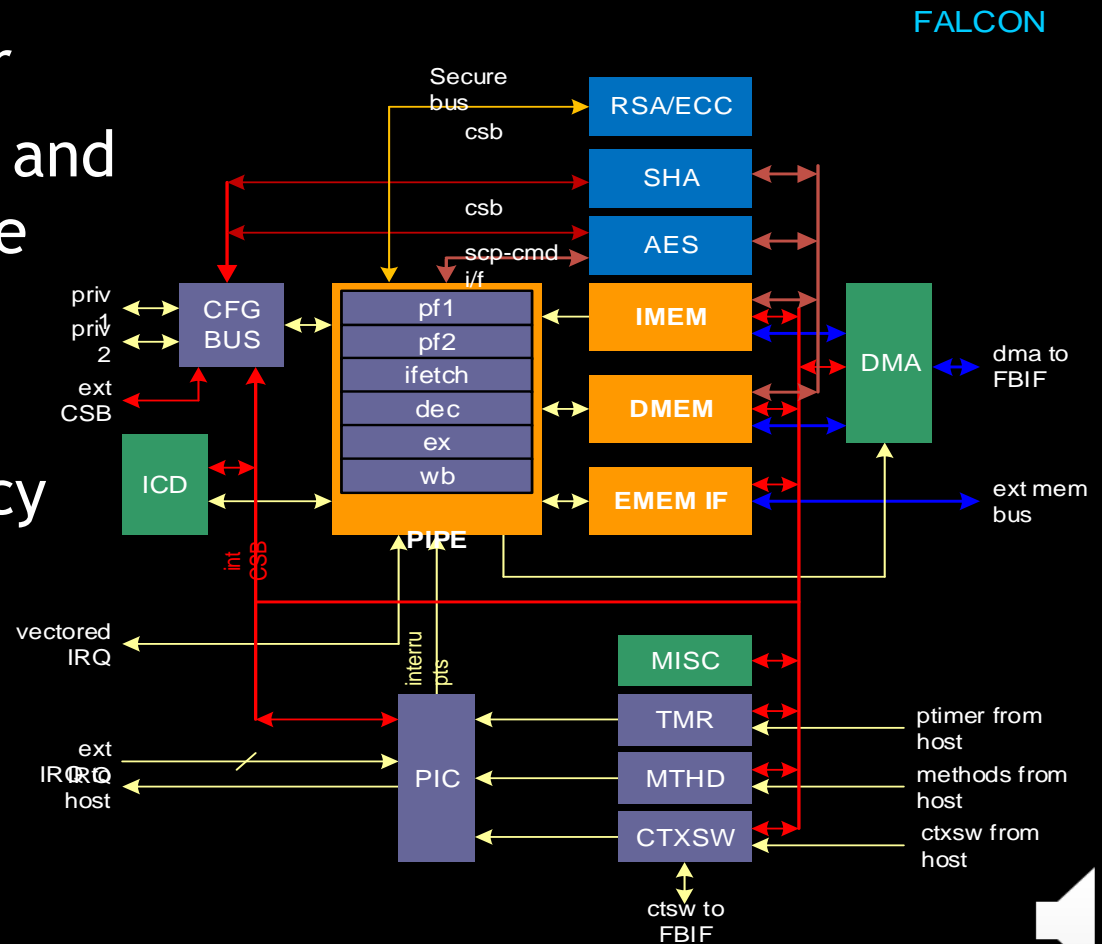 FALCON
r
and
e
cy
Secure
bus
csb
csb
scp-cmd
i/f
RSA/ECC
SHA
AES
priv
1
priv
2
ext
CSB
CFG
BUS
pf1
pf2
ifetch
dec
ex
wb
PIPE
IMEM
DMEM
EMEM IF
DMA
dma to
FBIF
ext mem
bus
ICD
int
CSB
vectored
IRQ
interru
pts
MISC
TMR
MTHD
CTXSW
PIC
ptimer from
host
methods from
host
ctxsw from
host
ext
IRQ
IRQ to
host
ctsw to
FBIF